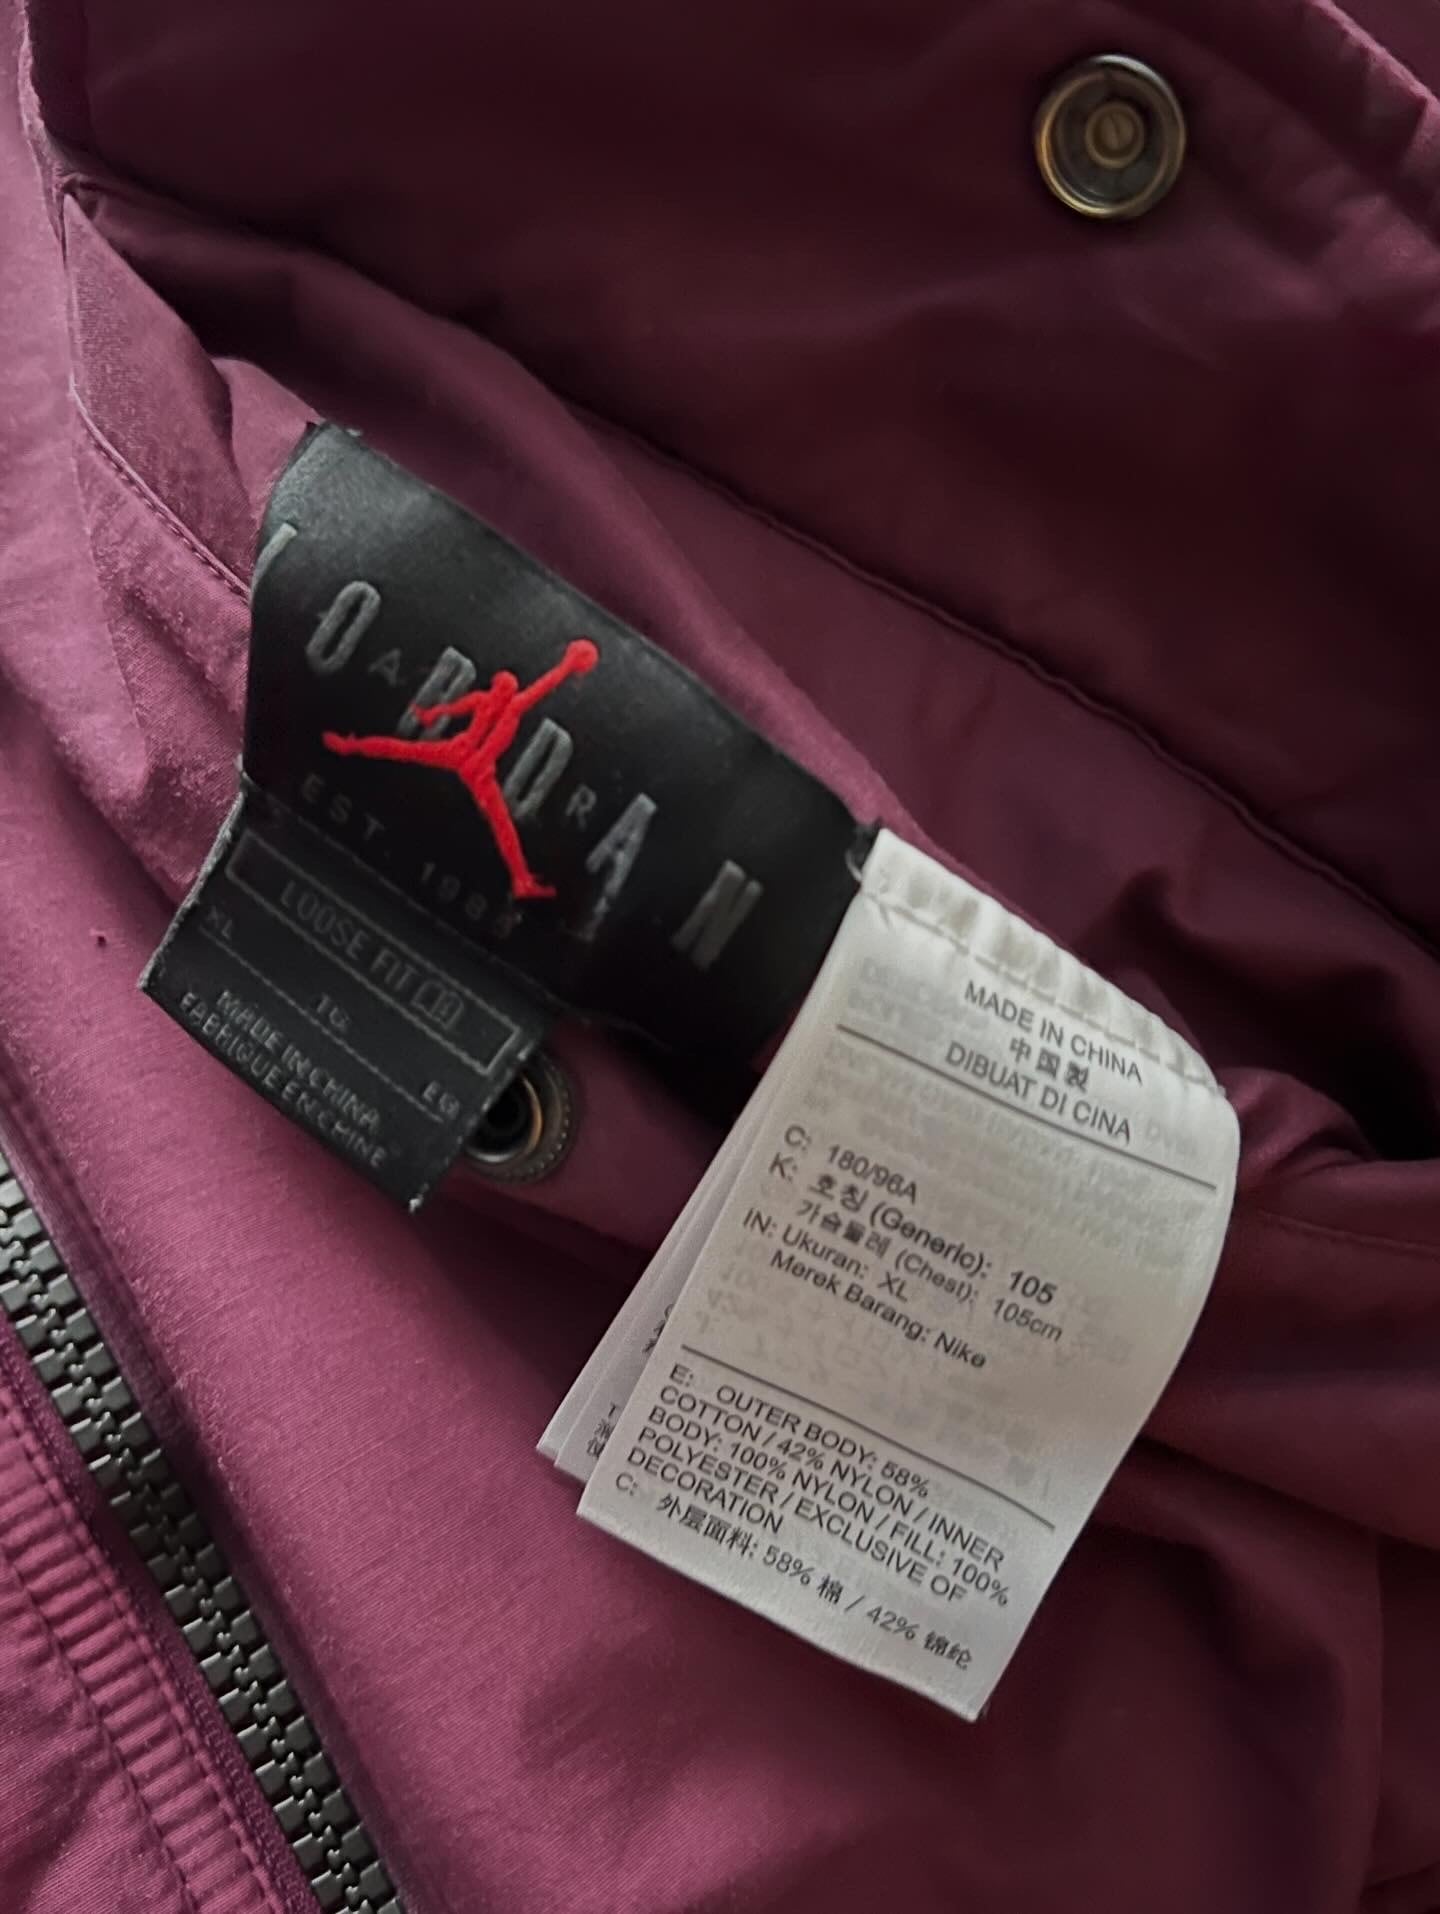 JORDAN
AIR
EST. 1985
LOOSE FIT
XL TG EG
MADE IN CHINA
FABRIQUE EN CHINE
MADE IN CHINA
中国製
DIBUAT DI CINA
C: 180/96A
K: 호칭 (Generic): 105
가슴둘레 (Chest): 105cm
IN: Ukuran: XL
Merek Barang: Nike
E: OUTER BODY: 58%
COTTON / 42% NYLON / INNER
BODY: 100% NYLON / FILL: 100%
POLYESTER / EXCLUSIVE OF
DECORATION
C: 外层面料: 58% 棉 / 42% 锦纶